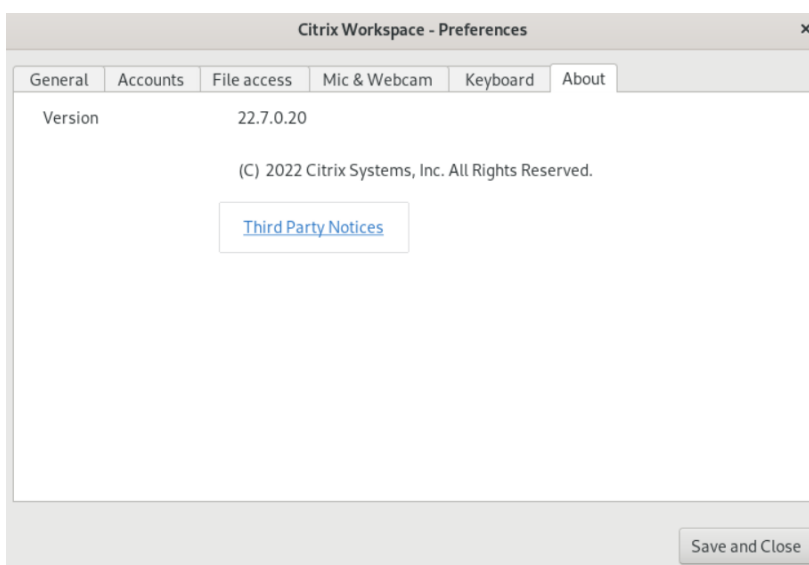 Citrix Workspace - Preferences ×
General Accounts File access Mic & Webcam Keyboard About
Version 22.7.0.20
(C) 2022 Citrix Systems, Inc. All Rights Reserved.
Third Party Notices
Save and Close